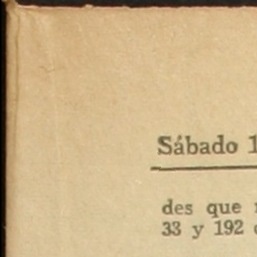 Sábado 1
des que
33 y 192